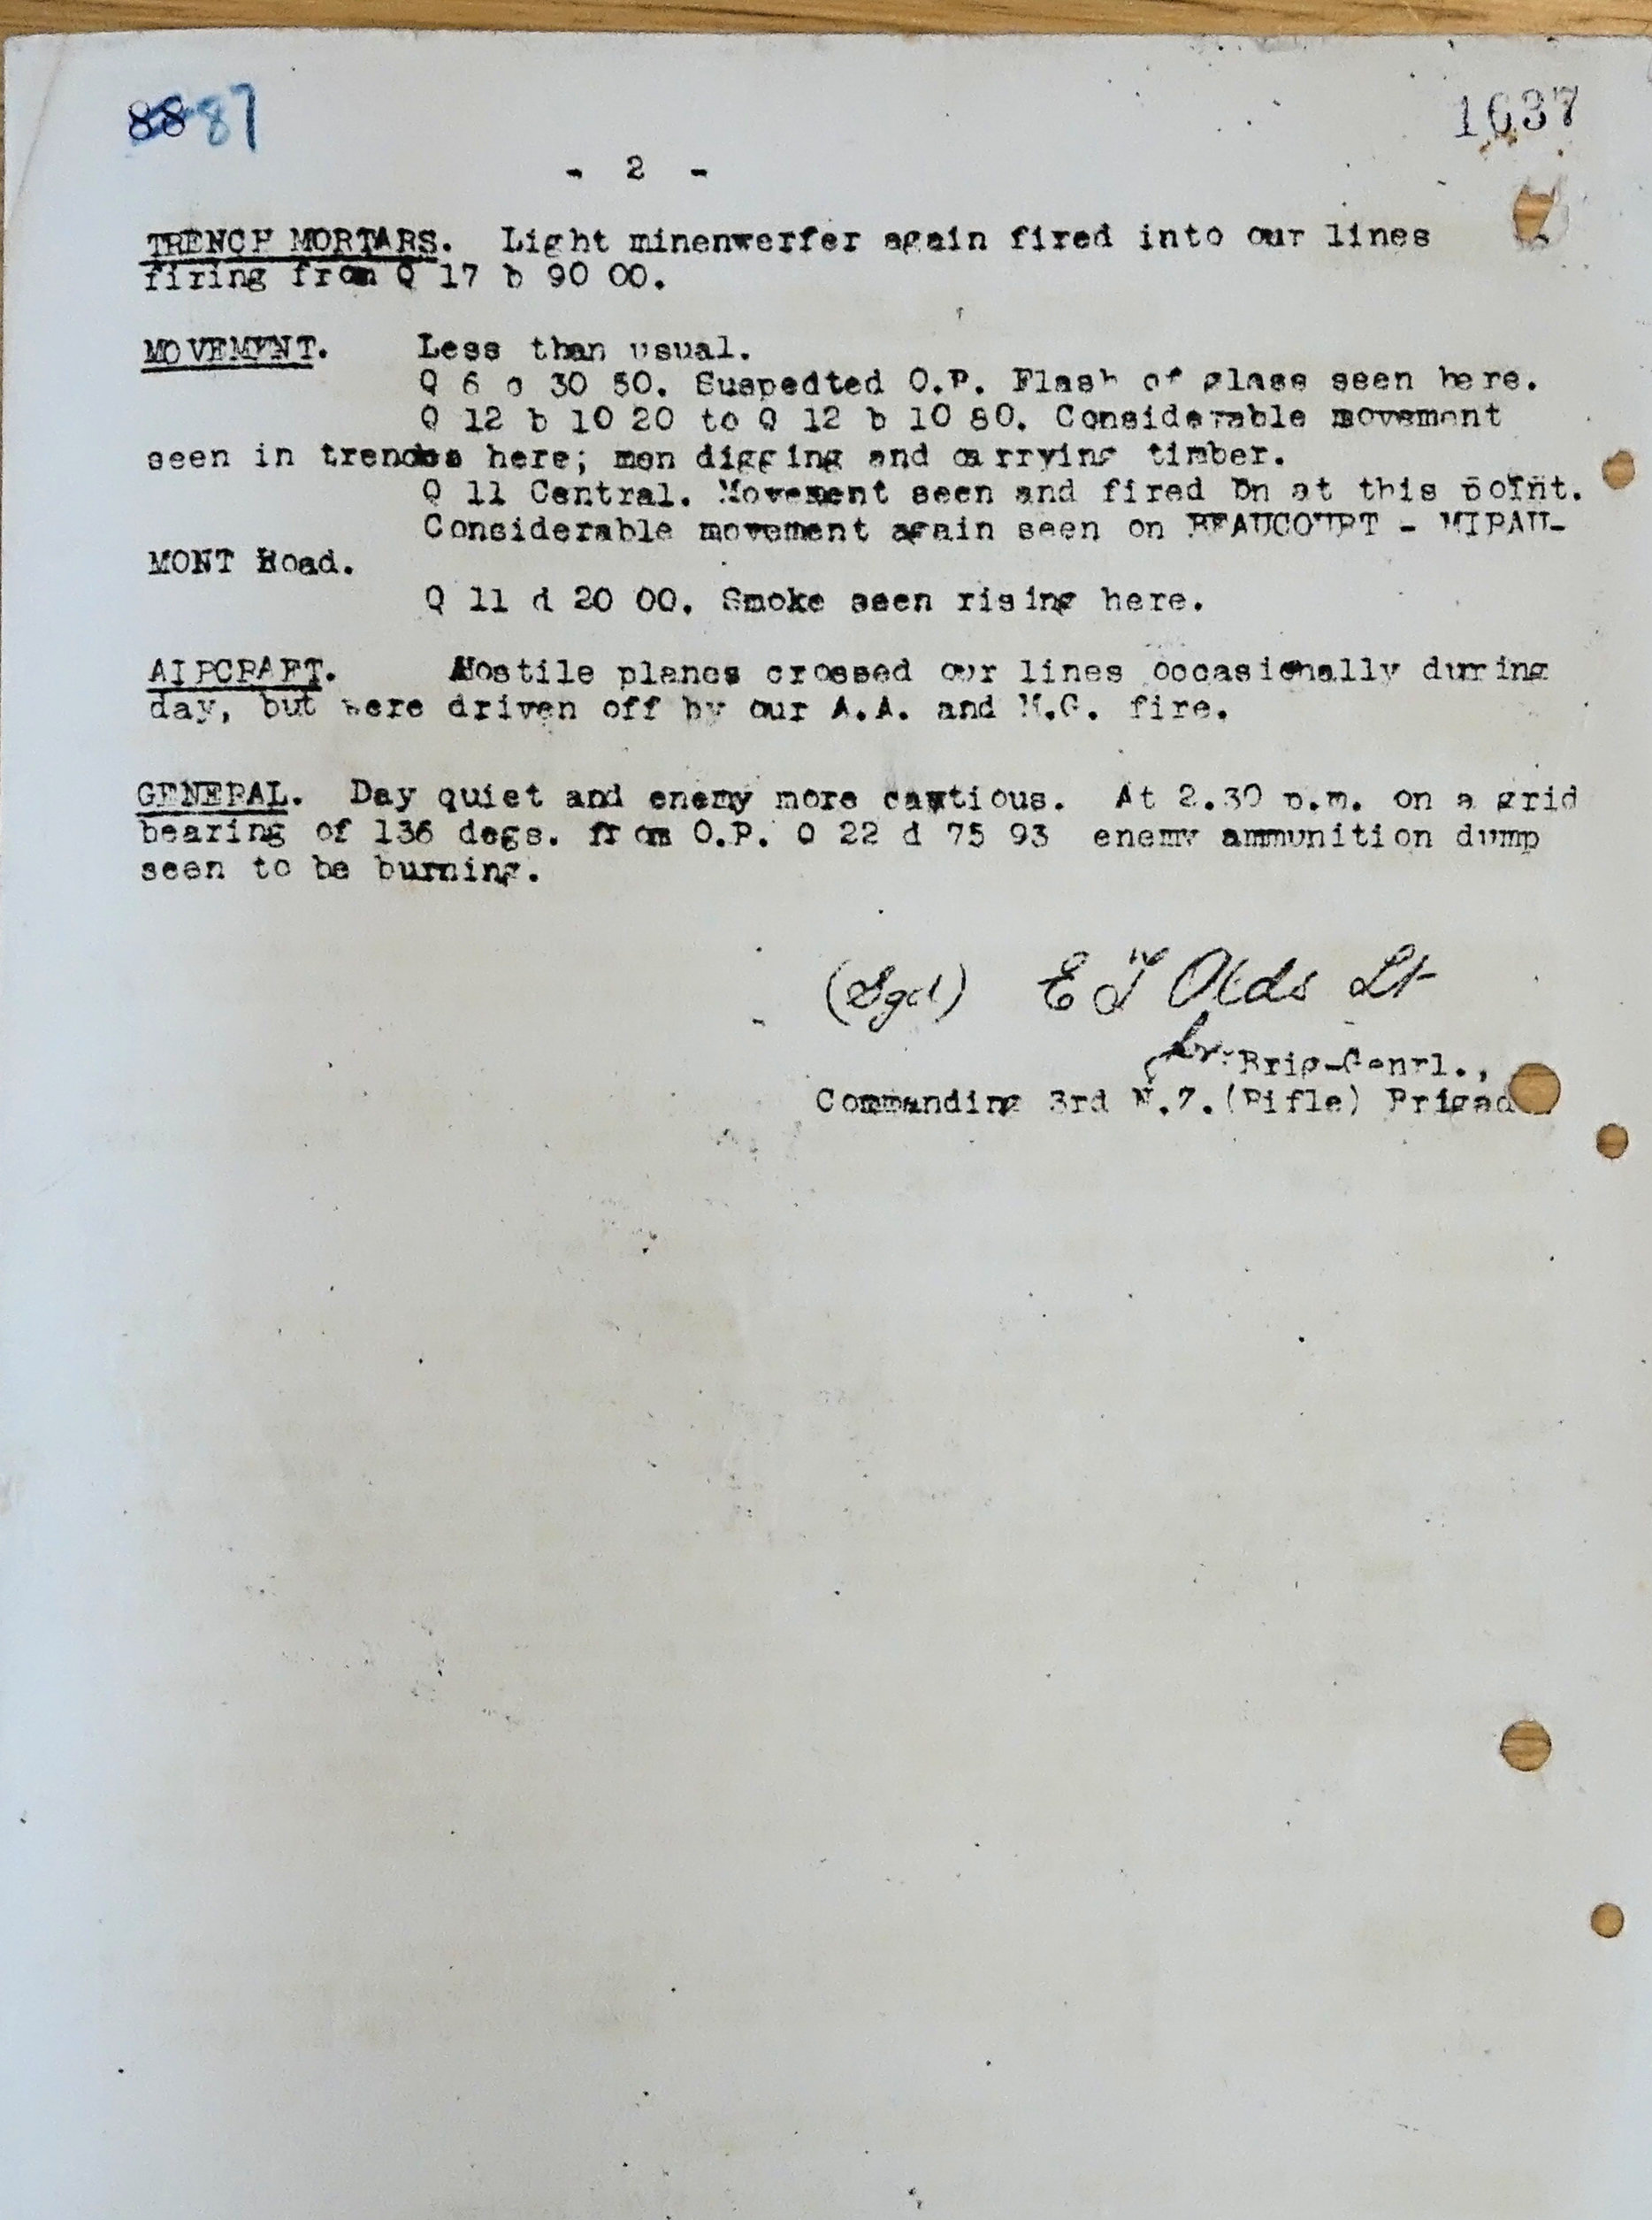 88 87
1637
- 2 -
TRENCH MORTARS. Light minenwerfer again fired into our lines
firing from Q 17 b 90 00.
MOVEMENT. Less than usual.
Q 6 c 30 50. Suspedted O.P. Flash of glass seen here.
Q 12 b 10 20 to Q 12 b 10 80. Considerable movement
seen in trenches here; men digging and carrying timber.
Q 11 Central. Movement seen and fired on at this point.
Considerable movement again seen on BEAUCOURT - MIRAU-
MONT Road.
Q 11 d 20 00. Smoke seen rising here.
AIRCRAFT. Hostile planes crossed our lines occasionally during
day, but were driven off by our A.A. and M.G. fire.
GENERAL. Day quiet and enemy more cautious. At 2.30 p.m. on a grid
bearing of 136 degs. from O.P. O 22 d 75 93 enemy ammunition dump
seen to be burning.
(Sgd) Olds Lt
for Brig-Genrl.,
Commanding 3rd N.Z.(Rifle) Brigad